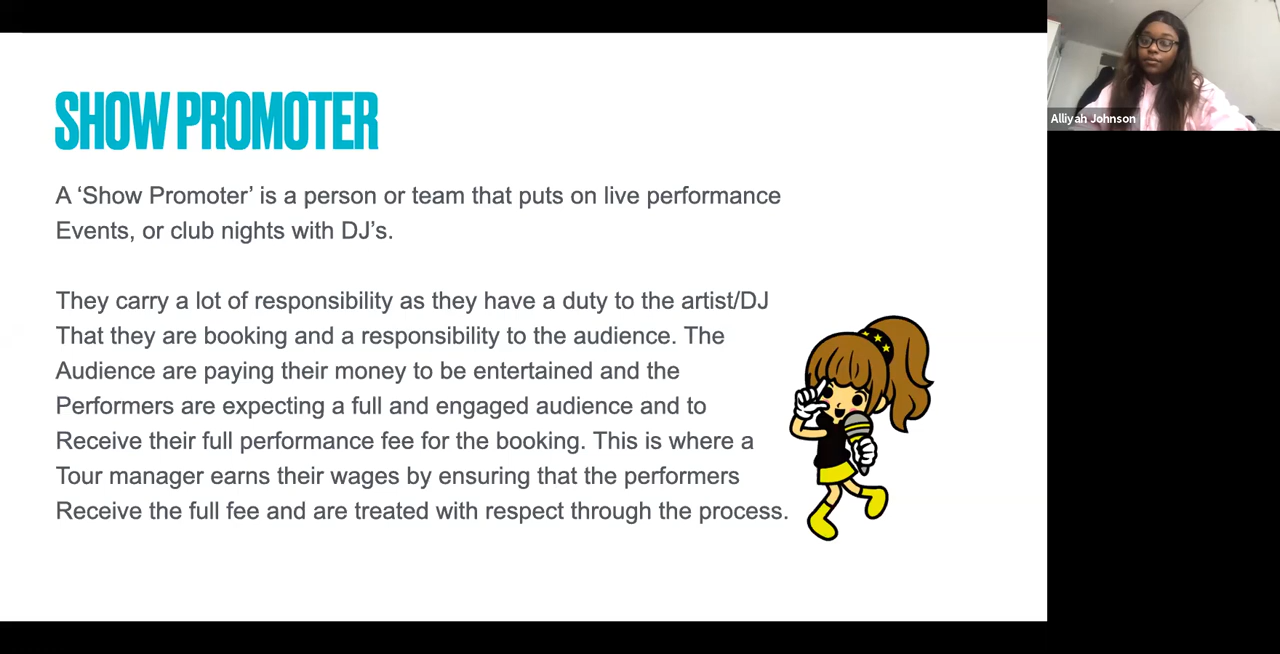 SHOW PROMOTER
A ‘Show Promoter’ is a person or team that puts on live performance
Events, or club nights with DJ’s.
They carry a lot of responsibility as they have a duty to the artist/DJ
That they are booking and a responsibility to the audience. The
Audience are paying their money to be entertained and the
Performers are expecting a full and engaged audience and to
Receive their full performance fee for the booking. This is where a
Tour manager earns their wages by ensuring that the performers
Receive the full fee and are treated with respect through the process.
Alliyah Johnson